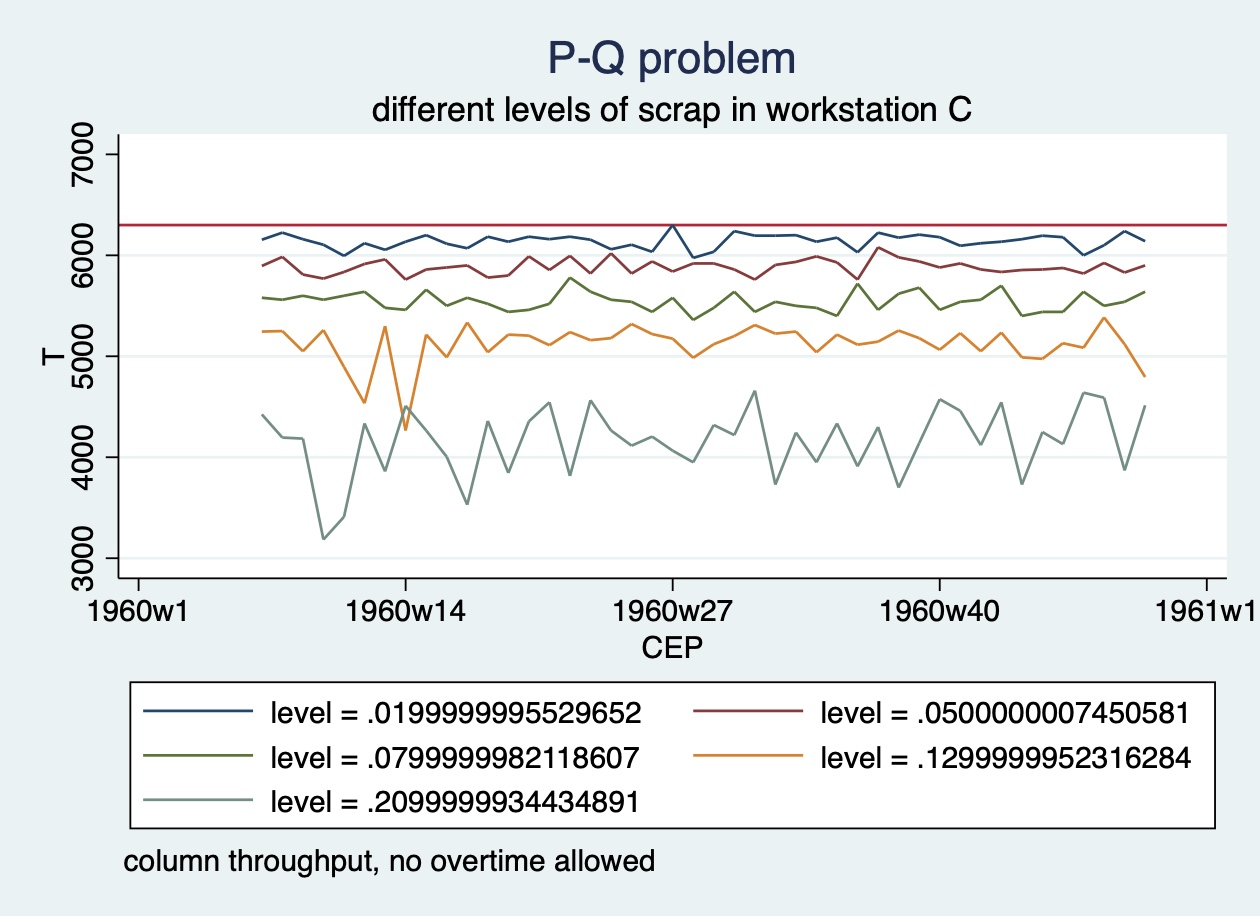 P-Q problem
different levels of scrap in workstation C
7000
6000
5000
4000
3000
T
1960w1 1960w14 1960w27 1960w40 1961w1
CEP
level = .0199999995529652 level = .0500000007450581
level = .0799999982118607 level = .1299999952316284
level = .2099999934434891
column throughput, no overtime allowed